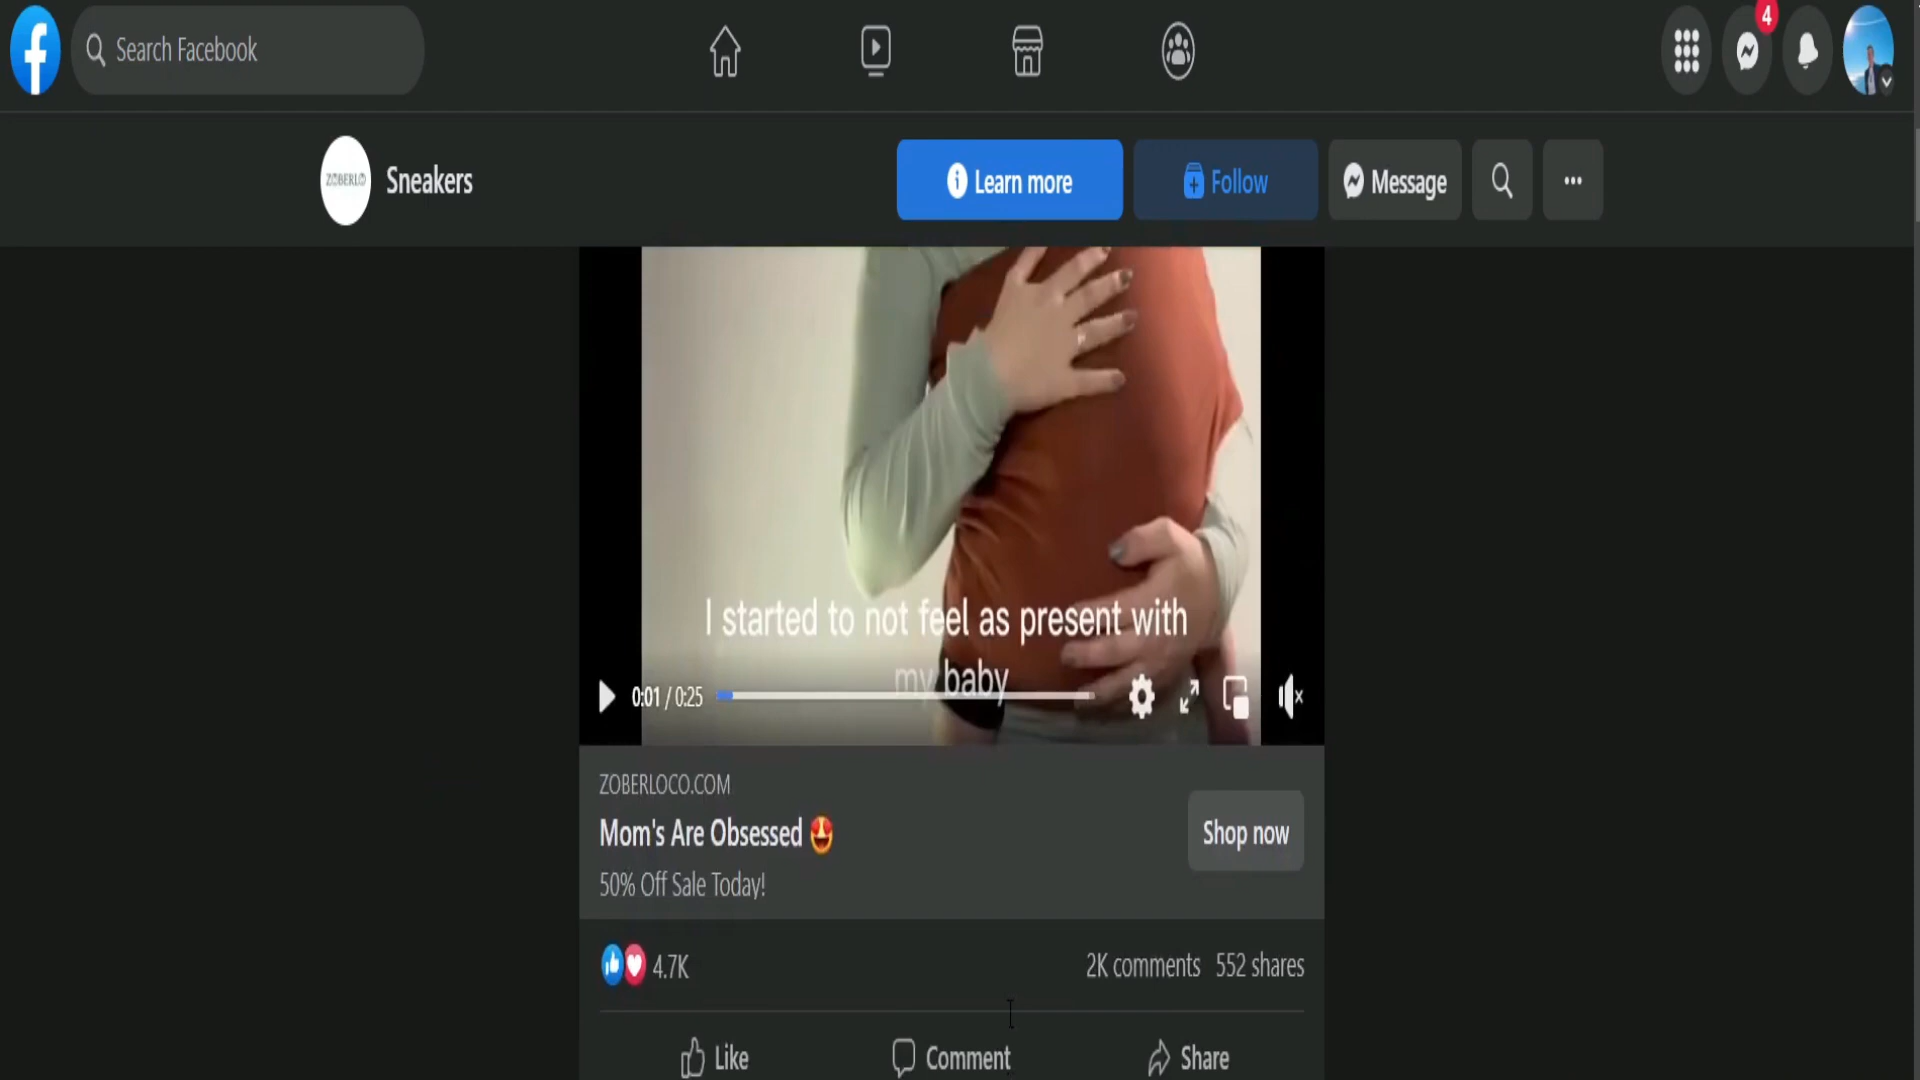 Search Facebook
4
ZOBERLO
Sneakers
Learn more
Follow
Message
I started to not feel as present with
my baby
0:01 / 0:25
ZOBERLOCO.COM
Mom's Are Obsessed 😍
50% Off Sale Today!
Shop now
4.7K
2K comments 552 shares
Like
Comment
Share